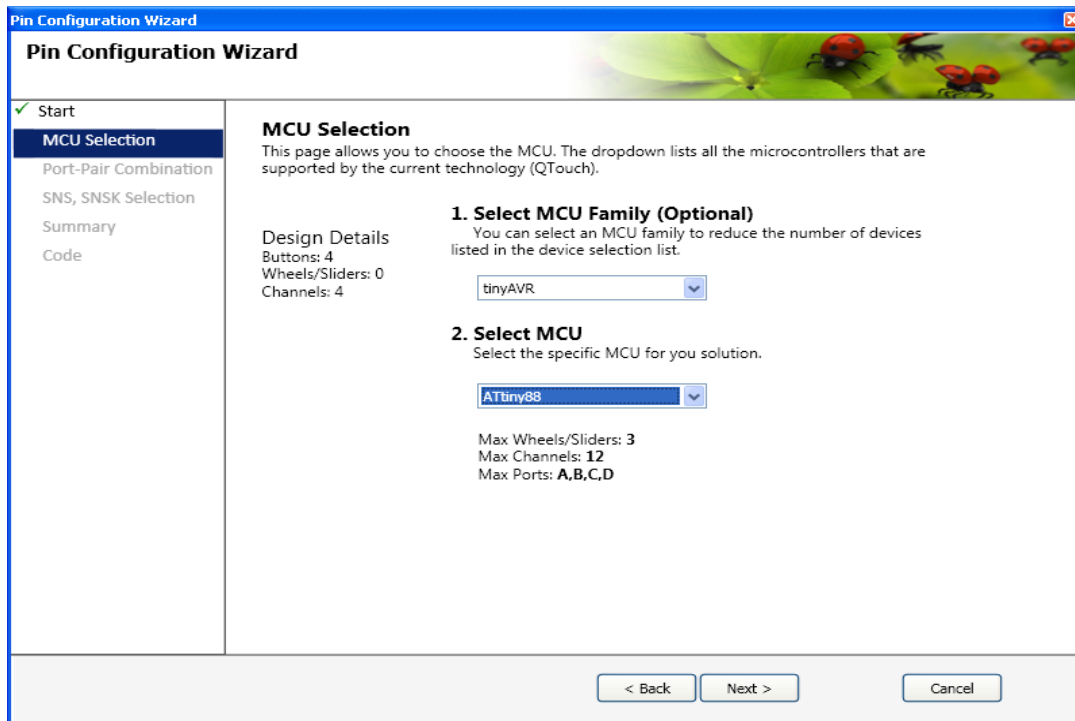 Pin Configuration Wizard
Pin Configuration Wizard
Start
MCU Selection
Port-Pair Combination
SNS, SNSK Selection
Summary
Code
MCU Selection
This page allows you to choose the MCU. The dropdown lists all the microcontrollers that are
supported by the current technology (QTouch).
Design Details
Buttons: 4
Wheels/Sliders: 0
Channels: 4
1. Select MCU Family (Optional)
You can select an MCU family to reduce the number of devices
listed in the device selection list.
tinyAVR
2. Select MCU
Select the specific MCU for you solution.
ATtiny88
Max Wheels/Sliders: 3
Max Channels: 12
Max Ports: A,B,C,D
< Back
Next >
Cancel